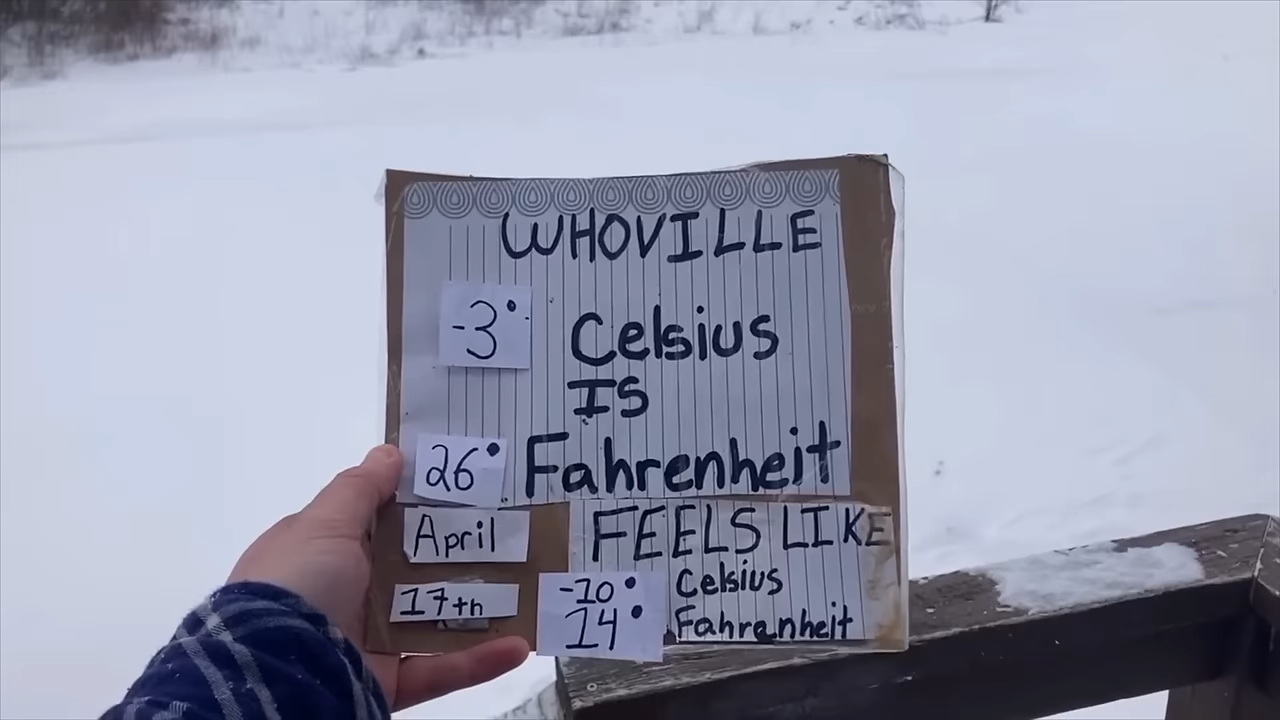 WHOVILLE
-3° Celsius
IS
26° Fahrenheit
April
17th
FEELS LIKE
-10° Celsius
14° Fahrenheit